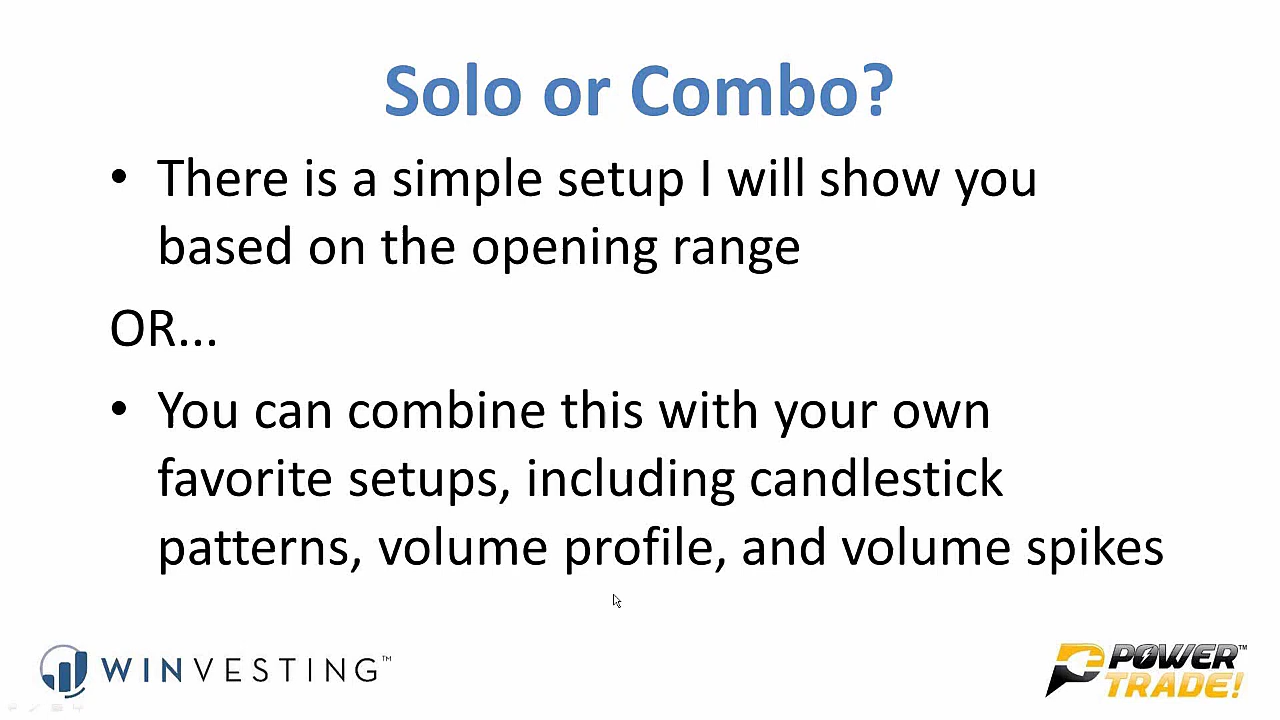 Solo or Combo?
• There is a simple setup I will show you
based on the opening range
OR...
• You can combine this with your own
favorite setups, including candlestick
patterns, volume profile, and volume spikes
WINVESTING™
POWER™
TRADE!